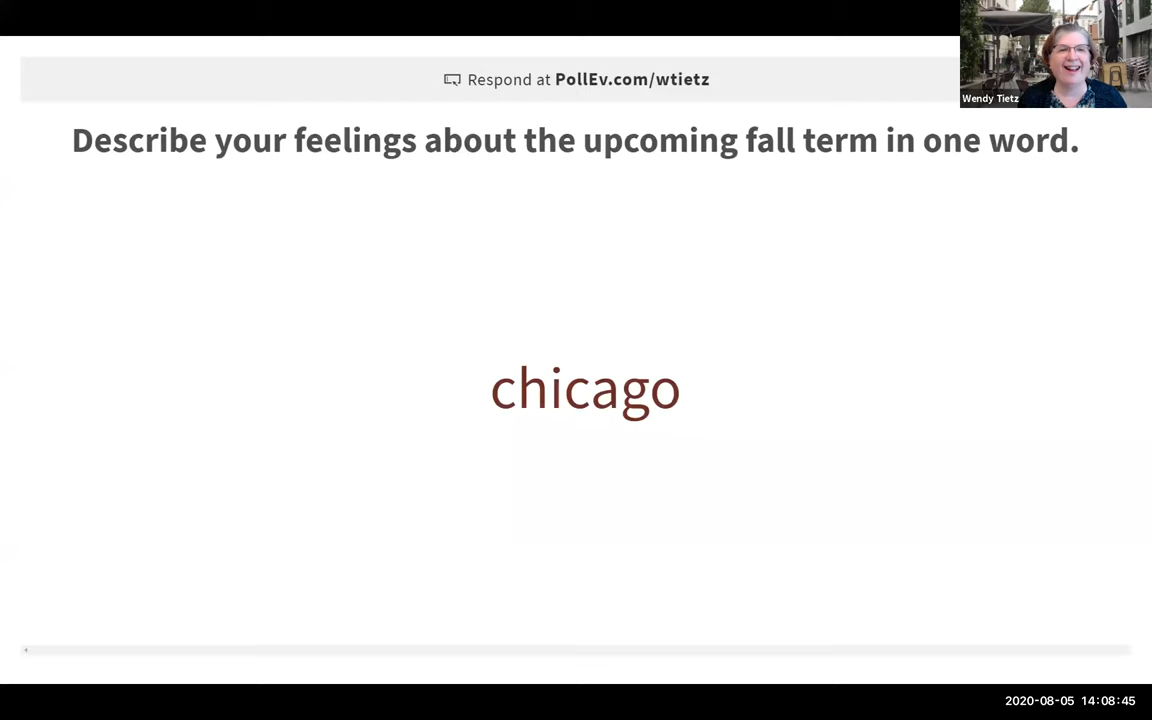 Respond at PollEv.com/wtietz
Wendy Tietz
Describe your feelings about the upcoming fall term in one word.
chicago
2020-08-05 14:08:45